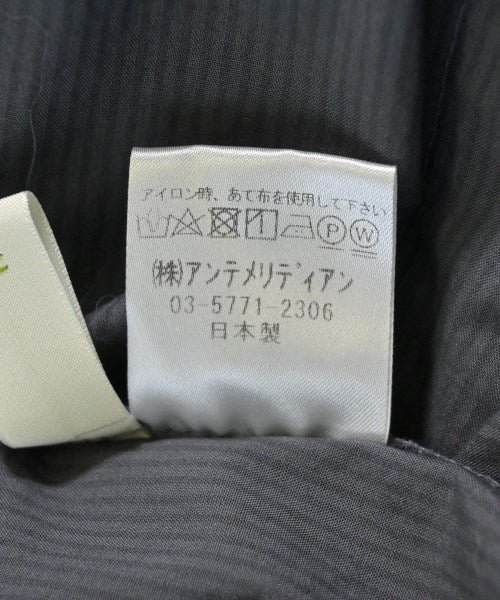 アイロン時、あて布を使用して下さい
P W
(株)アンテメリディアン
03-5771-2306
日本製